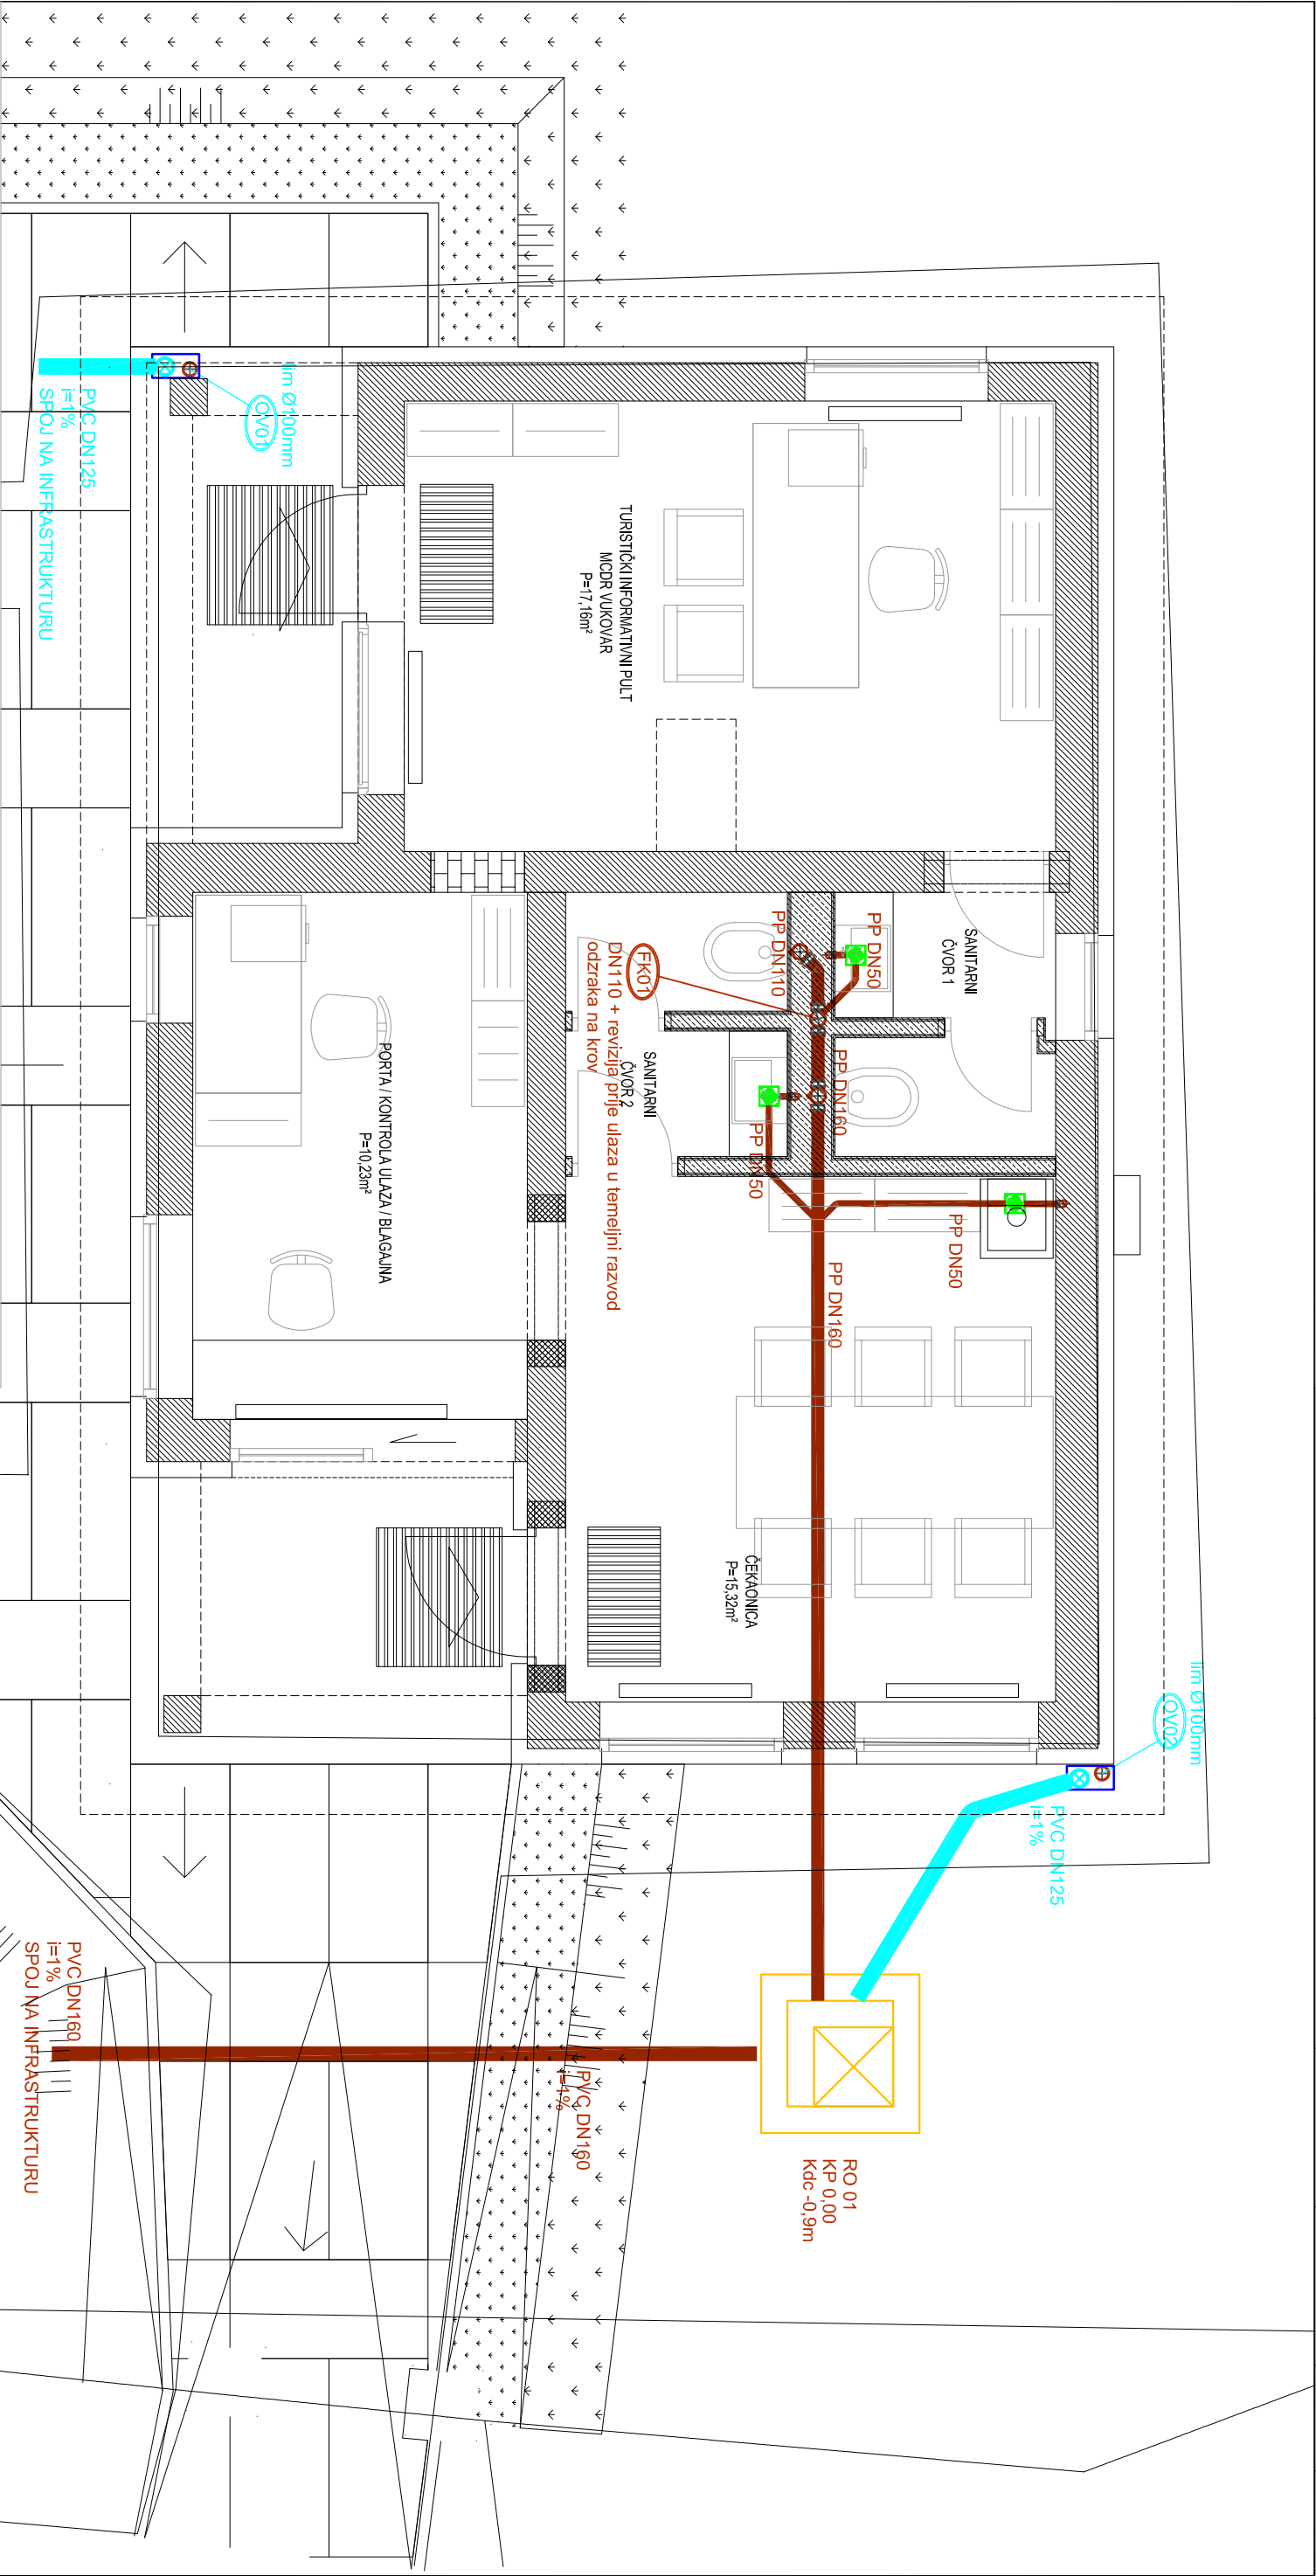 lim Ø100mm
OV01
PVC DN125
i=1%
SPOJ NA INFRASTRUKTURU
TURISTIČKI INFORMATIVNI PULT
MCDR VUKOVAR
P=17,16m²
SANITARNI
ČVOR 1
PP DN50
PP DN110
FK01
DN110 + revizija prije ulaza u temeljni razvod
odzraka na krov
SANITARNI
ČVOR 2
PP DN160
PP DN50
PORTA / KONTROLA ULAZA / BLAGAJNA
P=10,23m²
PP DN50
PP DN160
ČEKAONICA
P=15,32m²
lim Ø100mm
OV02
PVC DN125
i=1%
PVC DN160
i=1%
RO 01
KP 0,00
Kdc -0,9m
PVC DN160
i=1%
SPOJ NA INFRASTRUKTURU